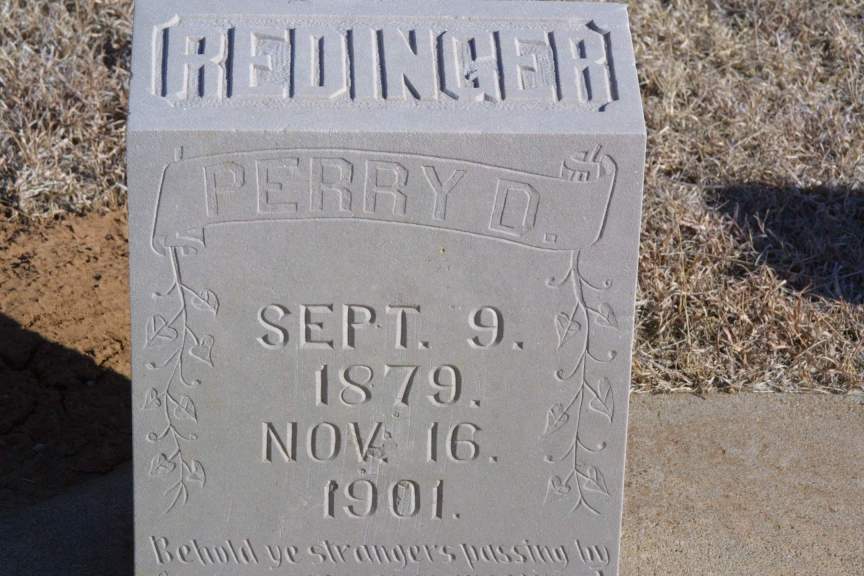 REDINGER
PERRY D.
SEPT. 9.
1879.
NOV. 16.
1901.
Behold ye strangers passing by